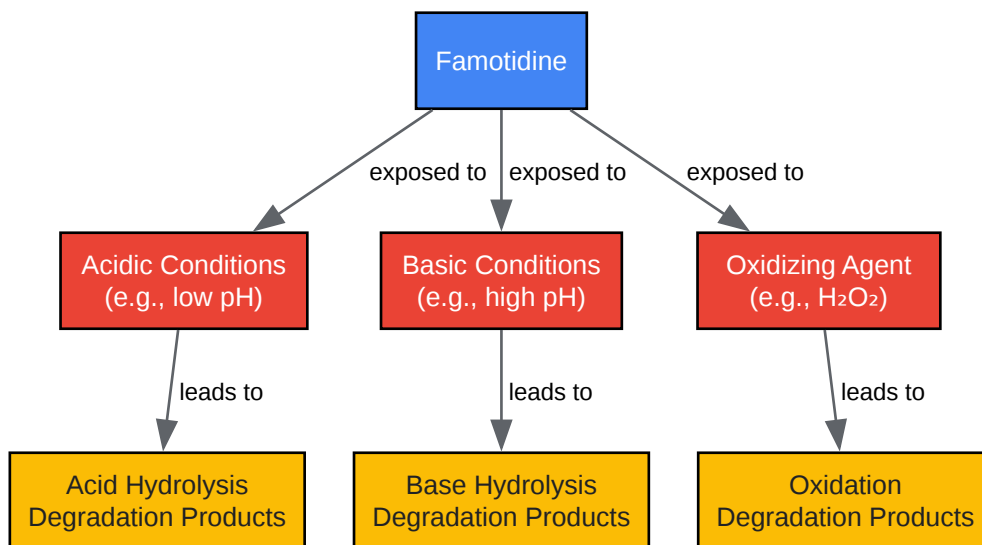 Famotidine
exposed to
exposed to
exposed to
Acidic Conditions
(e.g., low pH)
Basic Conditions
(e.g., high pH)
Oxidizing Agent
(e.g., H₂O₂)
leads to
leads to
leads to
Acid Hydrolysis
Degradation Products
Base Hydrolysis
Degradation Products
Oxidation
Degradation Products